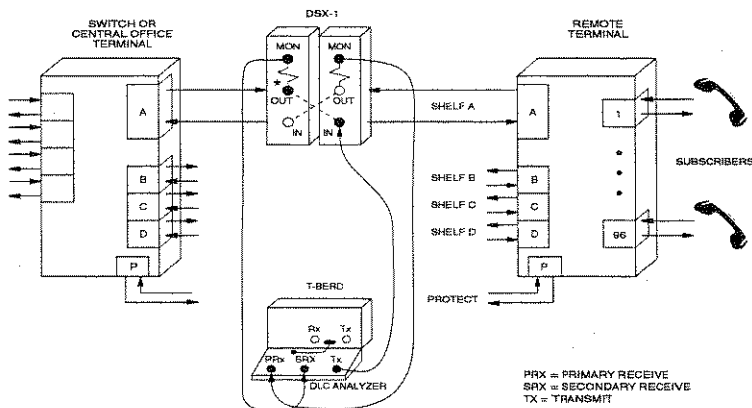 DSX-1
SWITCH OR
CENTRAL OFFICE
TERMINAL
REMOTE
TERMINAL
MON
MON
*
OUT
OUT
IN
IN
A
B
C
D
P
SHELF A
SHELF B
SHELF C
SHELF D
PROTECT
A
B
C
D
P
1
96
SUBSCRIBERS
T-BERD
Rx
Tx
PRx
SRX
Tx
DLC ANALYZER
PRX = PRIMARY RECEIVE
SRX = SECONDARY RECEIVE
TX = TRANSMIT